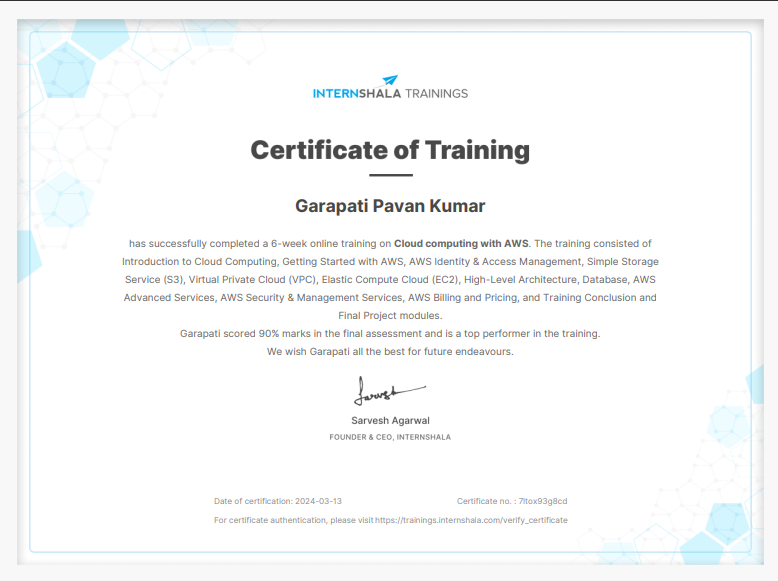 INTERNSHALA TRAININGS
Certificate of Training
Garapati Pavan Kumar
has successfully completed a 6-week online training on Cloud computing with AWS. The training consisted of
Introduction to Cloud Computing, Getting Started with AWS, AWS Identity & Access Management, Simple Storage
Service (S3), Virtual Private Cloud (VPC), Elastic Compute Cloud (EC2), High-Level Architecture, Database, AWS
Advanced Services, AWS Security & Management Services, AWS Billing and Pricing, and Training Conclusion and
Final Project modules.
Garapati scored 90% marks in the final assessment and is a top performer in the training.
We wish Garapati all the best for future endeavours.
Sarvesh
Sarvesh Agarwal
FOUNDER & CEO, INTERNSHALA
Date of certification: 2024-03-13 Certificate no. : 7ltox93g8cd
For certificate authentication, please visit https://trainings.internshala.com/verify_certificate